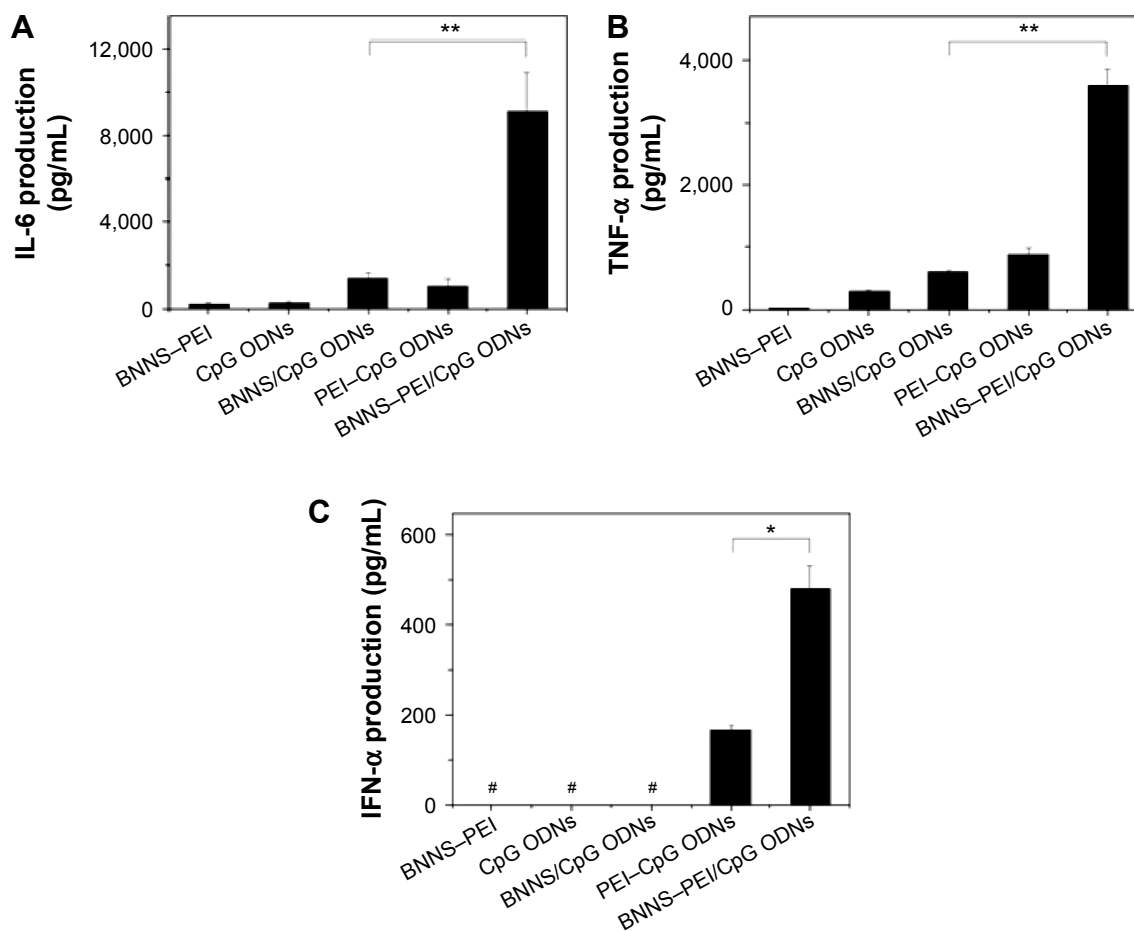 A
IL-6 production
(pg/mL)
12,000
8,000
4,000
0
**
BNNS–PEI
CpG ODNs
BNNS/CpG ODNs
PEI–CpG ODNs
BNNS–PEI/CpG ODNs
B
TNF-α production
(pg/mL)
4,000
2,000
0
**
BNNS–PEI
CpG ODNs
BNNS/CpG ODNs
PEI–CpG ODNs
BNNS–PEI/CpG ODNs
C
IFN-α production (pg/mL)
600
400
200
0
*
# # #
BNNS–PEI
CpG ODNs
BNNS/CpG ODNs
PEI–CpG ODNs
BNNS–PEI/CpG ODNs